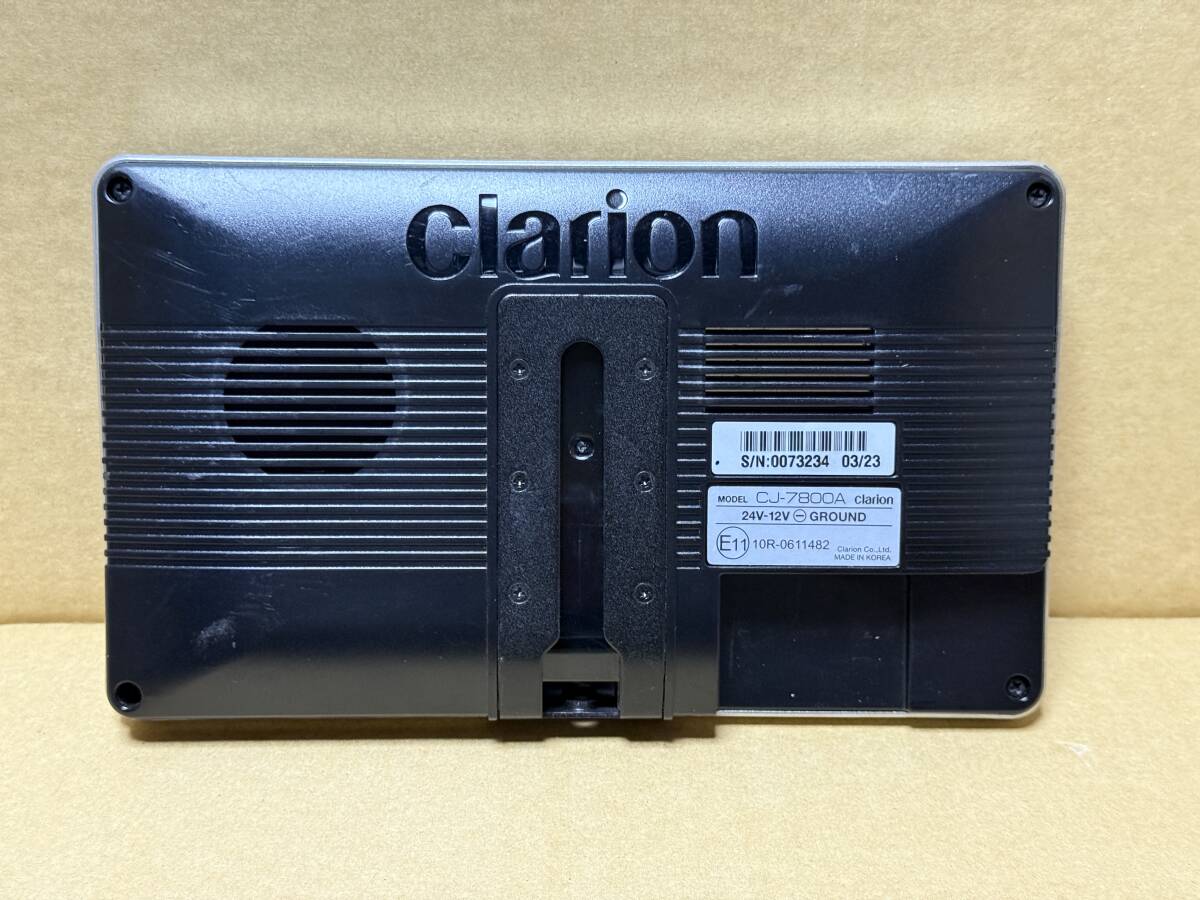 clarion
S/N:0073234 03/23
MODEL CJ-7800A clarion
24V-12V ⊖ GROUND
E11 10R-0611482 Clarion Co.,Ltd.
MADE IN KOREA